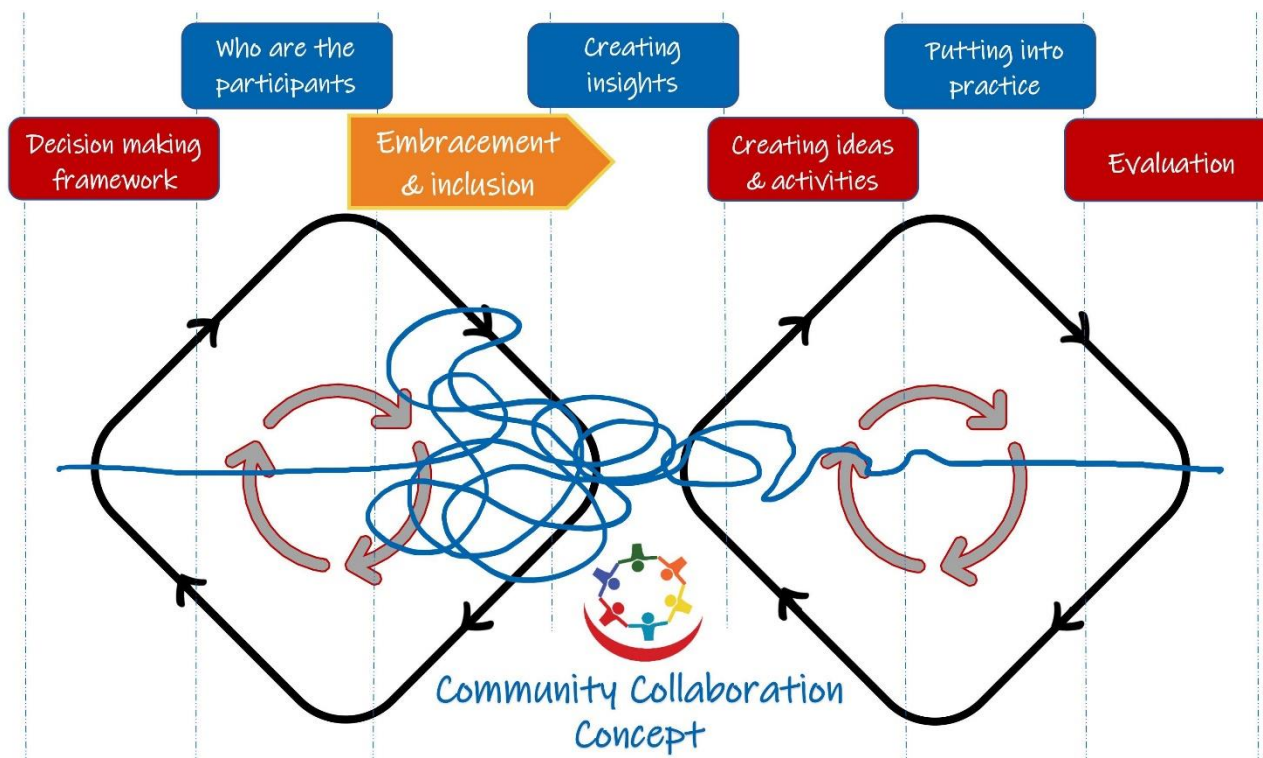 Who are the
participants
Creating
insights
Putting into
practice
Decision making
framework
Embracement
& inclusion
Creating ideas
& activities
Evaluation
Community Collaboration
Concept